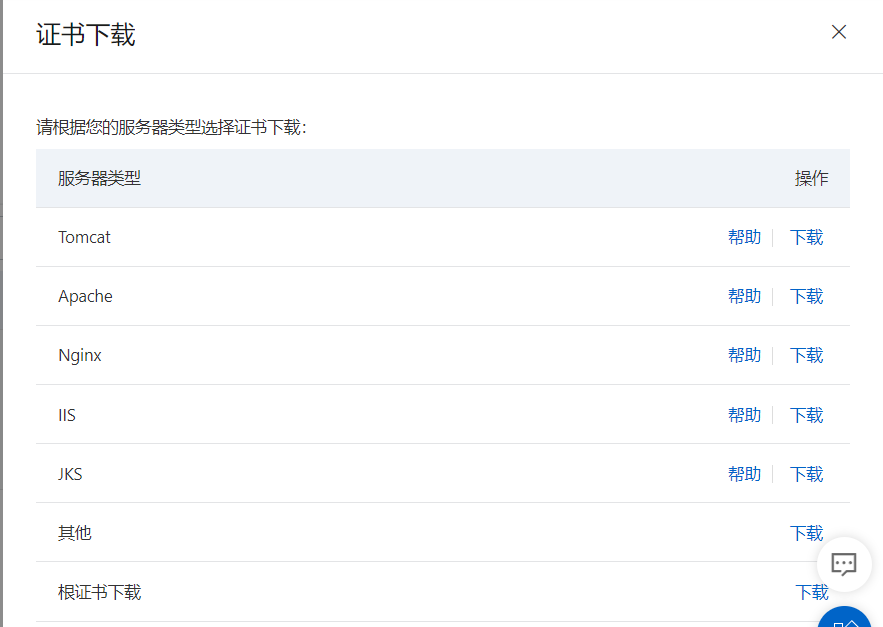 证书下载
请根据您的服务器类型选择证书下载：
服务器类型 操作
Tomcat 帮助 下载
Apache 帮助 下载
Nginx 帮助 下载
IIS 帮助 下载
JKS 帮助 下载
其他 下载
根证书下载 下载